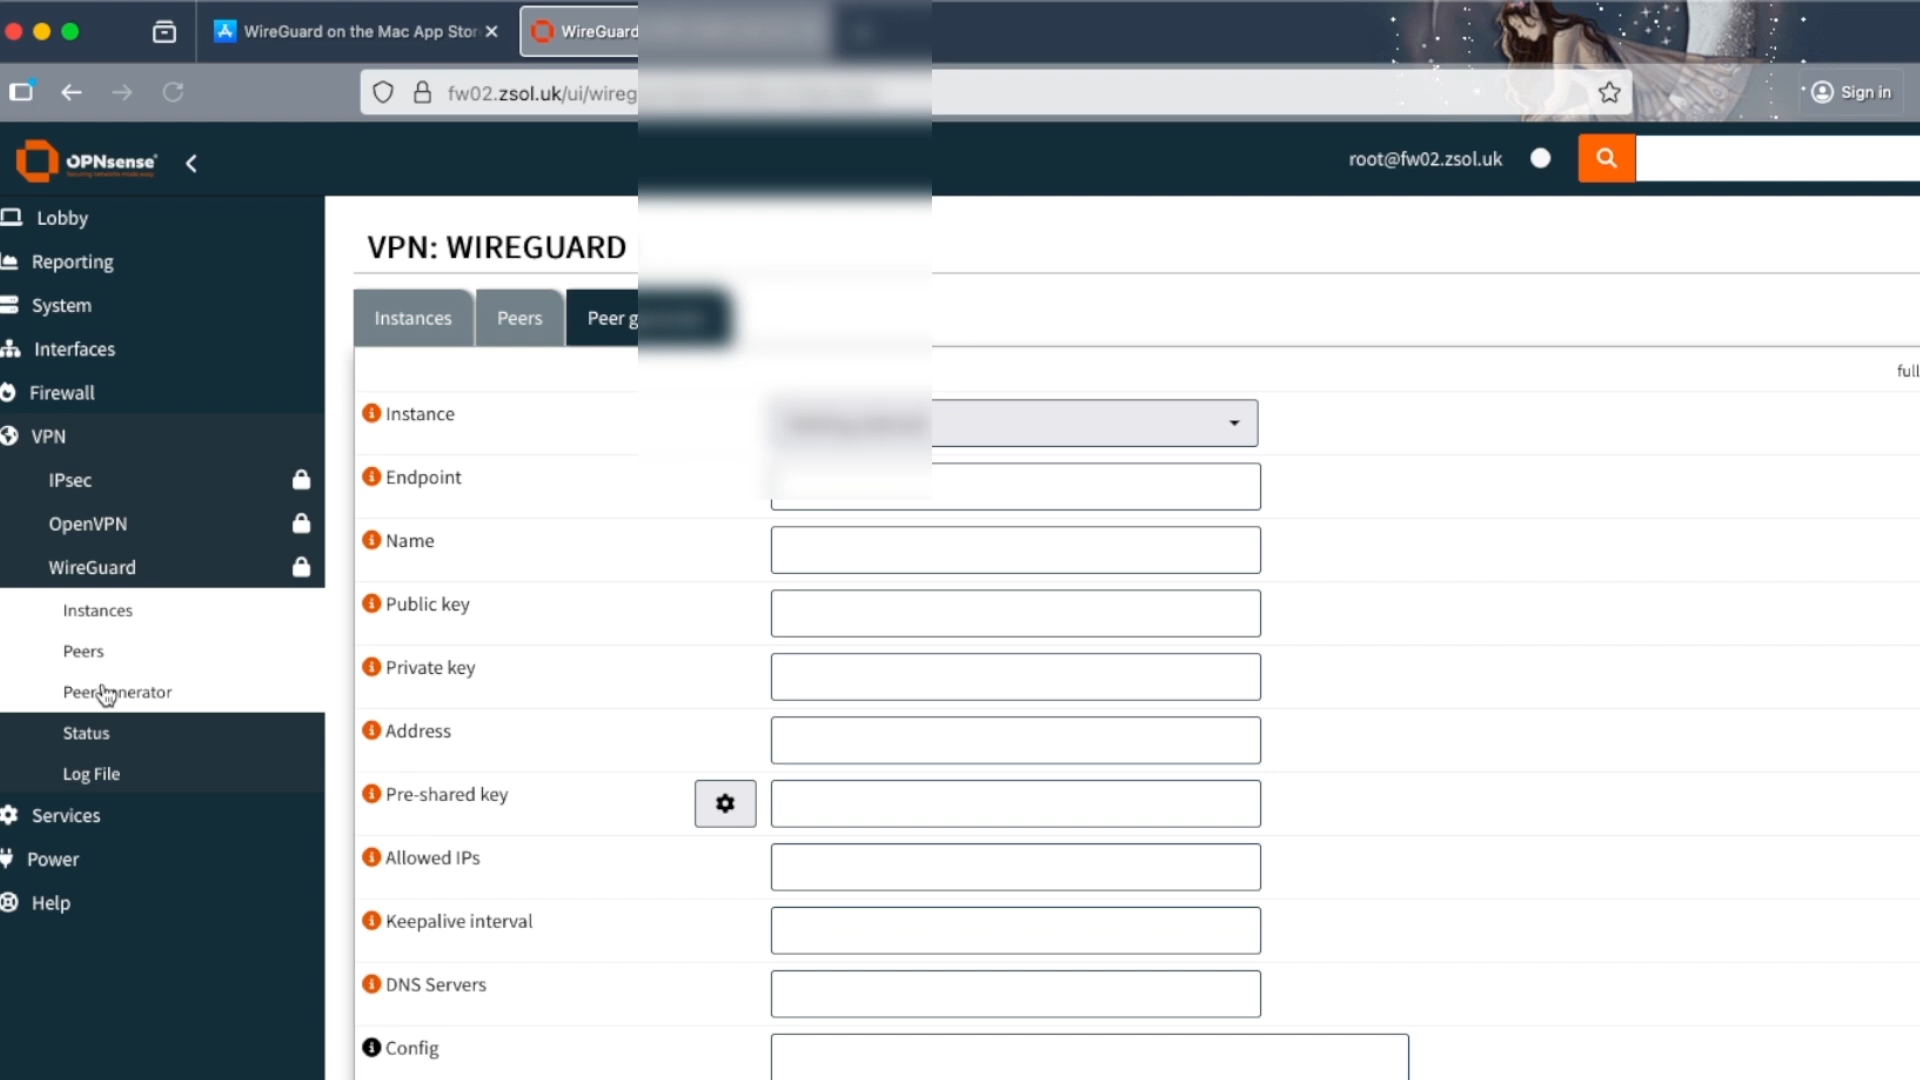 WireGuard on the Mac App Stor
WireGuard
fw02.zsol.uk/ui/wireg
Sign in
OPNsense
root@fw02.zsol.uk
Lobby
Reporting
System
Interfaces
Firewall
VPN
IPsec
OpenVPN
WireGuard
Instances
Peers
Status
Log File
Services
Power
Help
VPN: WIREGUARD
Instances
Peers
Peer g
full
Instance
Endpoint
Name
Public key
Private key
Address
Pre-shared key
Allowed IPs
Keepalive interval
DNS Servers
Config